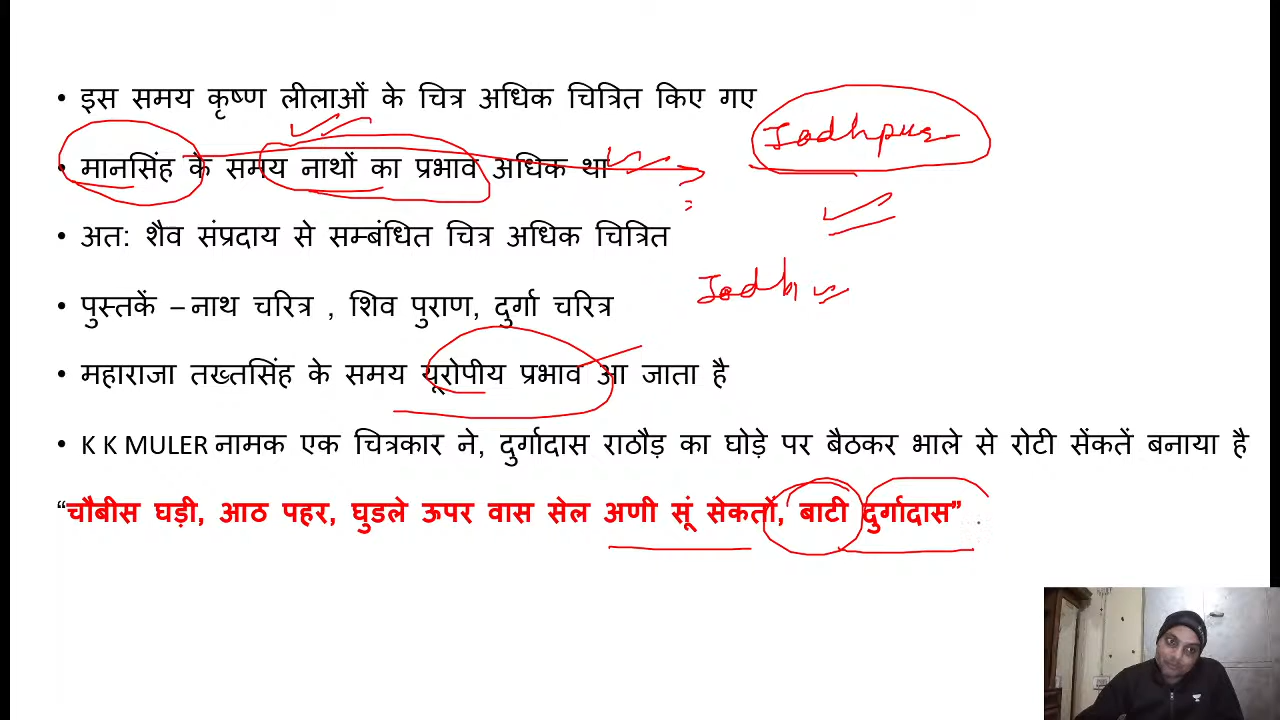 • इस समय कृष्ण लीलाओं के चित्र अधिक चित्रित किए गए
Jodhpur
• मानसिंह के समय नाथों का प्रभाव अधिक था
• अत: शैव संप्रदाय से सम्बंधित चित्र अधिक चित्रित
Jodh
• पुस्तकें – नाथ चरित्र , शिव पुराण, दुर्गा चरित्र
• महाराजा तख्तसिंह के समय यूरोपीय प्रभाव आ जाता है
• K K MULER नामक एक चित्रकार ने, दुर्गादास राठौड़ का घोड़े पर बैठकर भाले से रोटी सेंकतें बनाया है
“चौबीस घड़ी, आठ पहर, घुडले ऊपर वास सेल अणी सूं सेकतों, बाटी दुर्गादास”